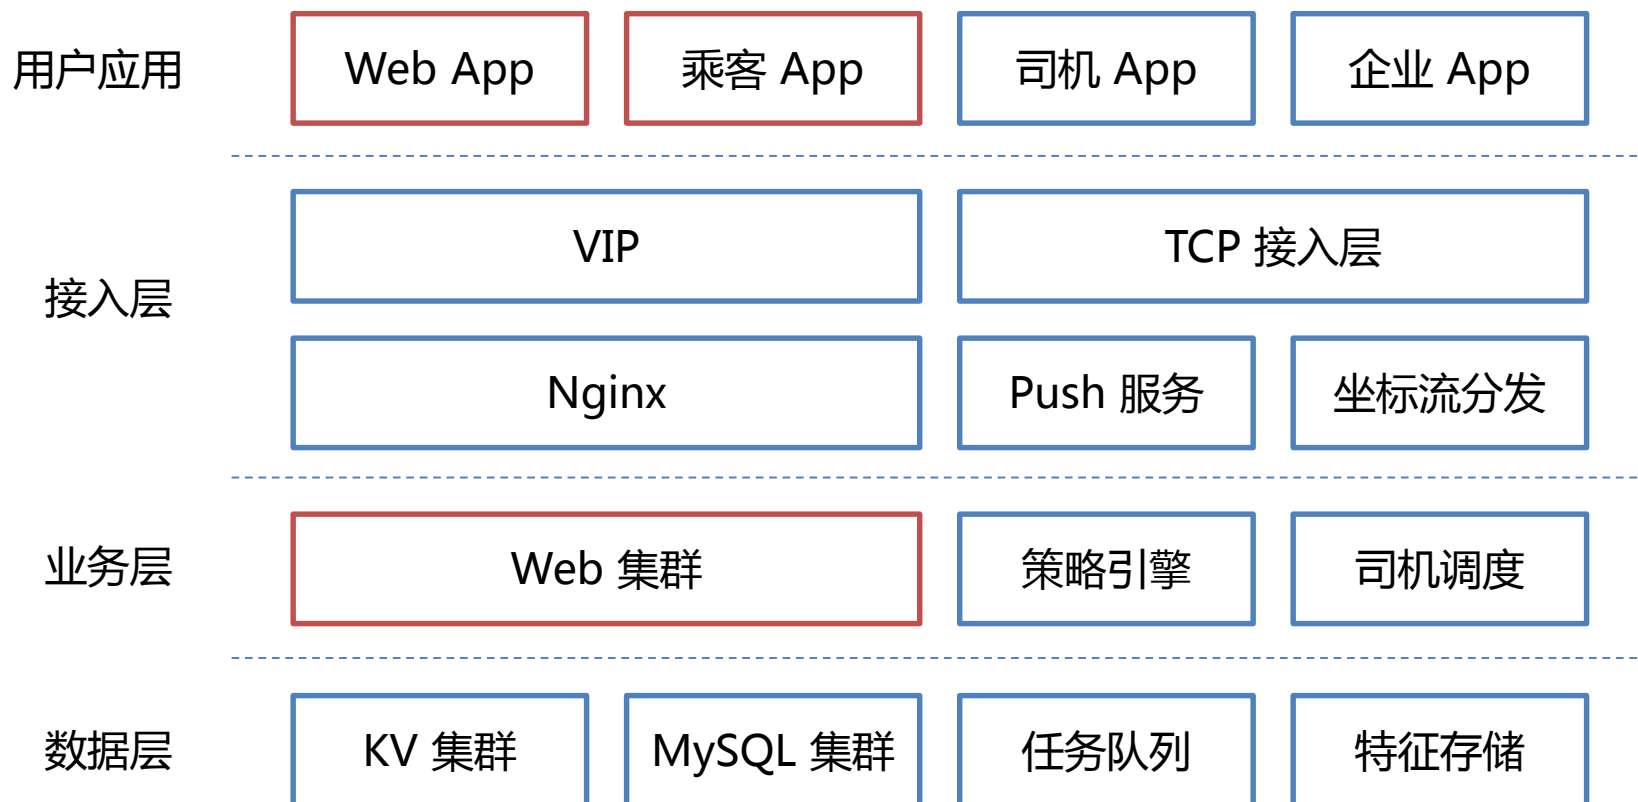 用户应用
Web App
乘客 App
司机 App
企业 App
接入层
VIP
TCP 接入层
Nginx
Push 服务
坐标流分发
业务层
Web 集群
策略引擎
司机调度
数据层
KV 集群
MySQL 集群
任务队列
特征存储